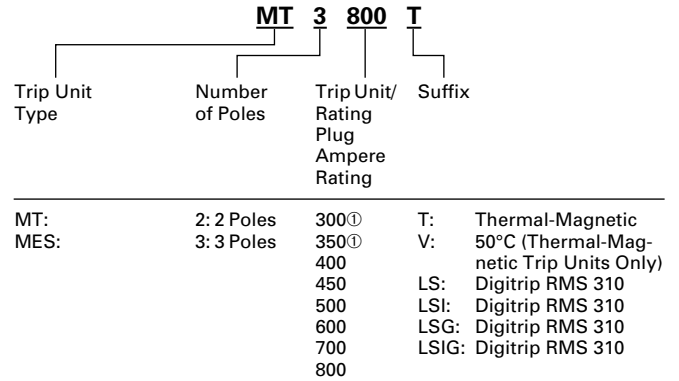 MT 3 800 T
Trip Unit Type
Number of Poles
Trip Unit/ Rating Plug Ampere Rating
Suffix
MT: 2: 2 Poles 300① T: Thermal-Magnetic
MES: 3: 3 Poles 350① V: 50°C (Thermal-Mag-
400 netic Trip Units Only)
450 LS: Digitrip RMS 310
500 LSI: Digitrip RMS 310
600 LSG: Digitrip RMS 310
700 LSIG: Digitrip RMS 310
800